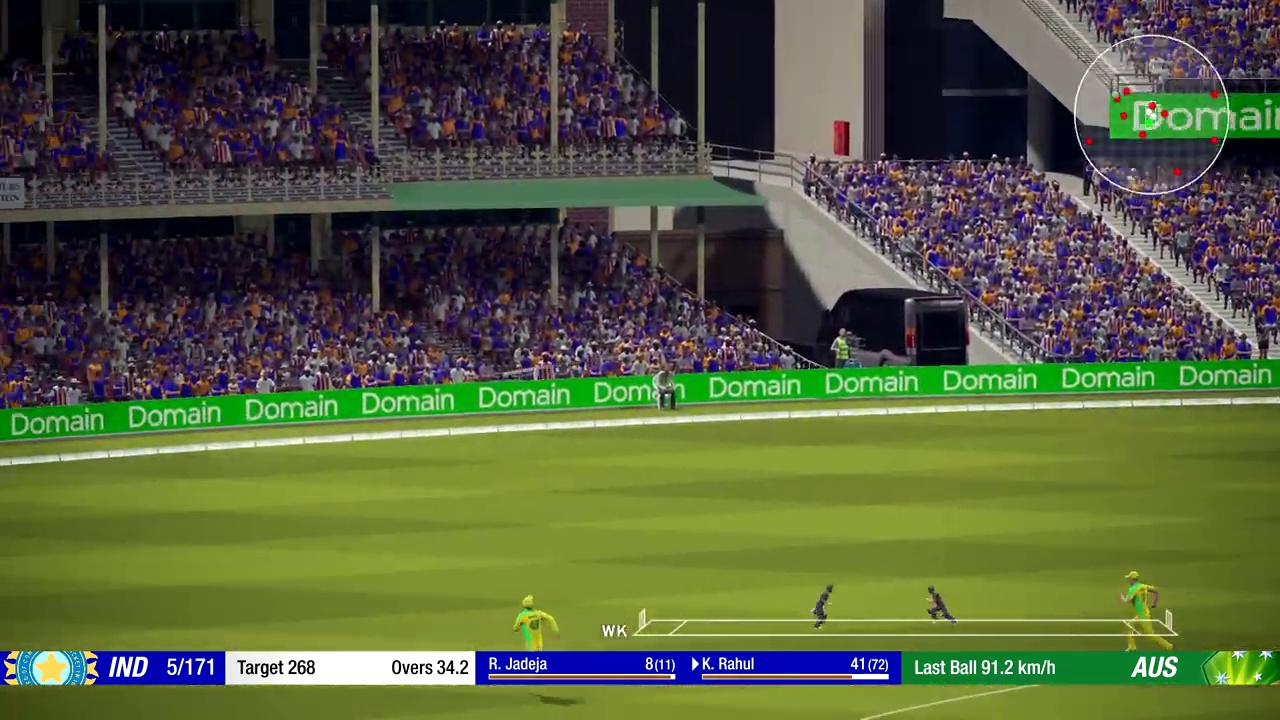 Domain
Domain Domain Domain Domain Domain Domain Domain Domain Domain Domain Domain
WK
IND 5/171 Target 268 Overs 34.2 R. Jadeja 8 (11) K. Rahul 41 (72) Last Ball 91.2 km/h AUS